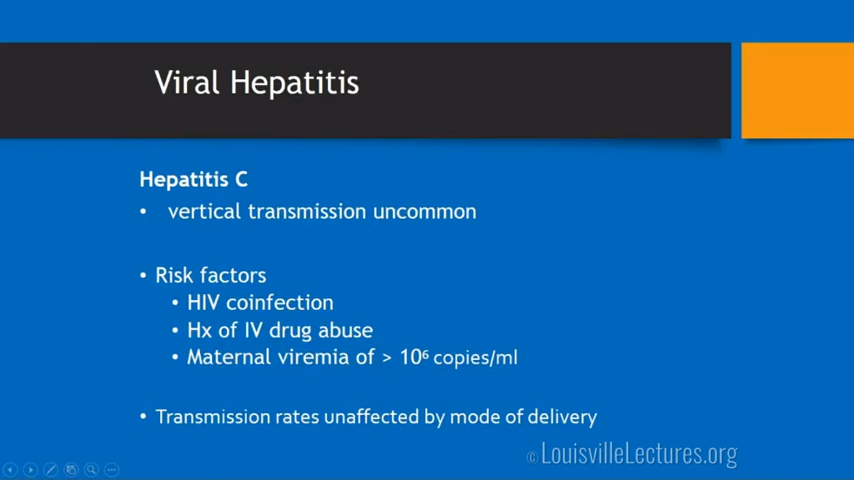 Viral Hepatitis
Hepatitis C
• vertical transmission uncommon
• Risk factors
• HIV coinfection
• Hx of IV drug abuse
• Maternal viremia of > 10⁶ copies/ml
• Transmission rates unaffected by mode of delivery
© LouisvilleLectures.org